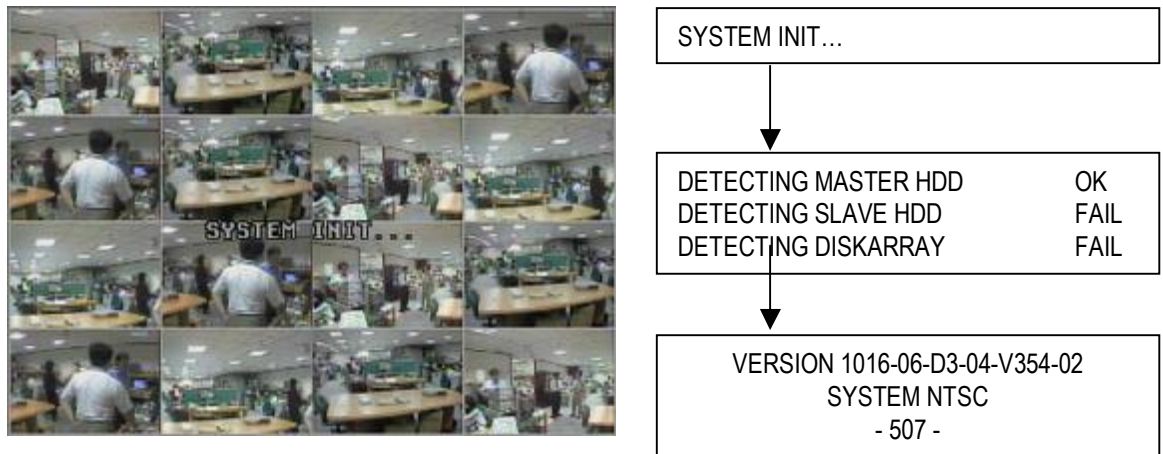 SYSTEM INIT...
SYSTEM INIT…
DETECTING MASTER HDD OK
DETECTING SLAVE HDD FAIL
DETECTING DISKARRAY FAIL
VERSION 1016-06-D3-04-V354-02
SYSTEM NTSC
- 507 -